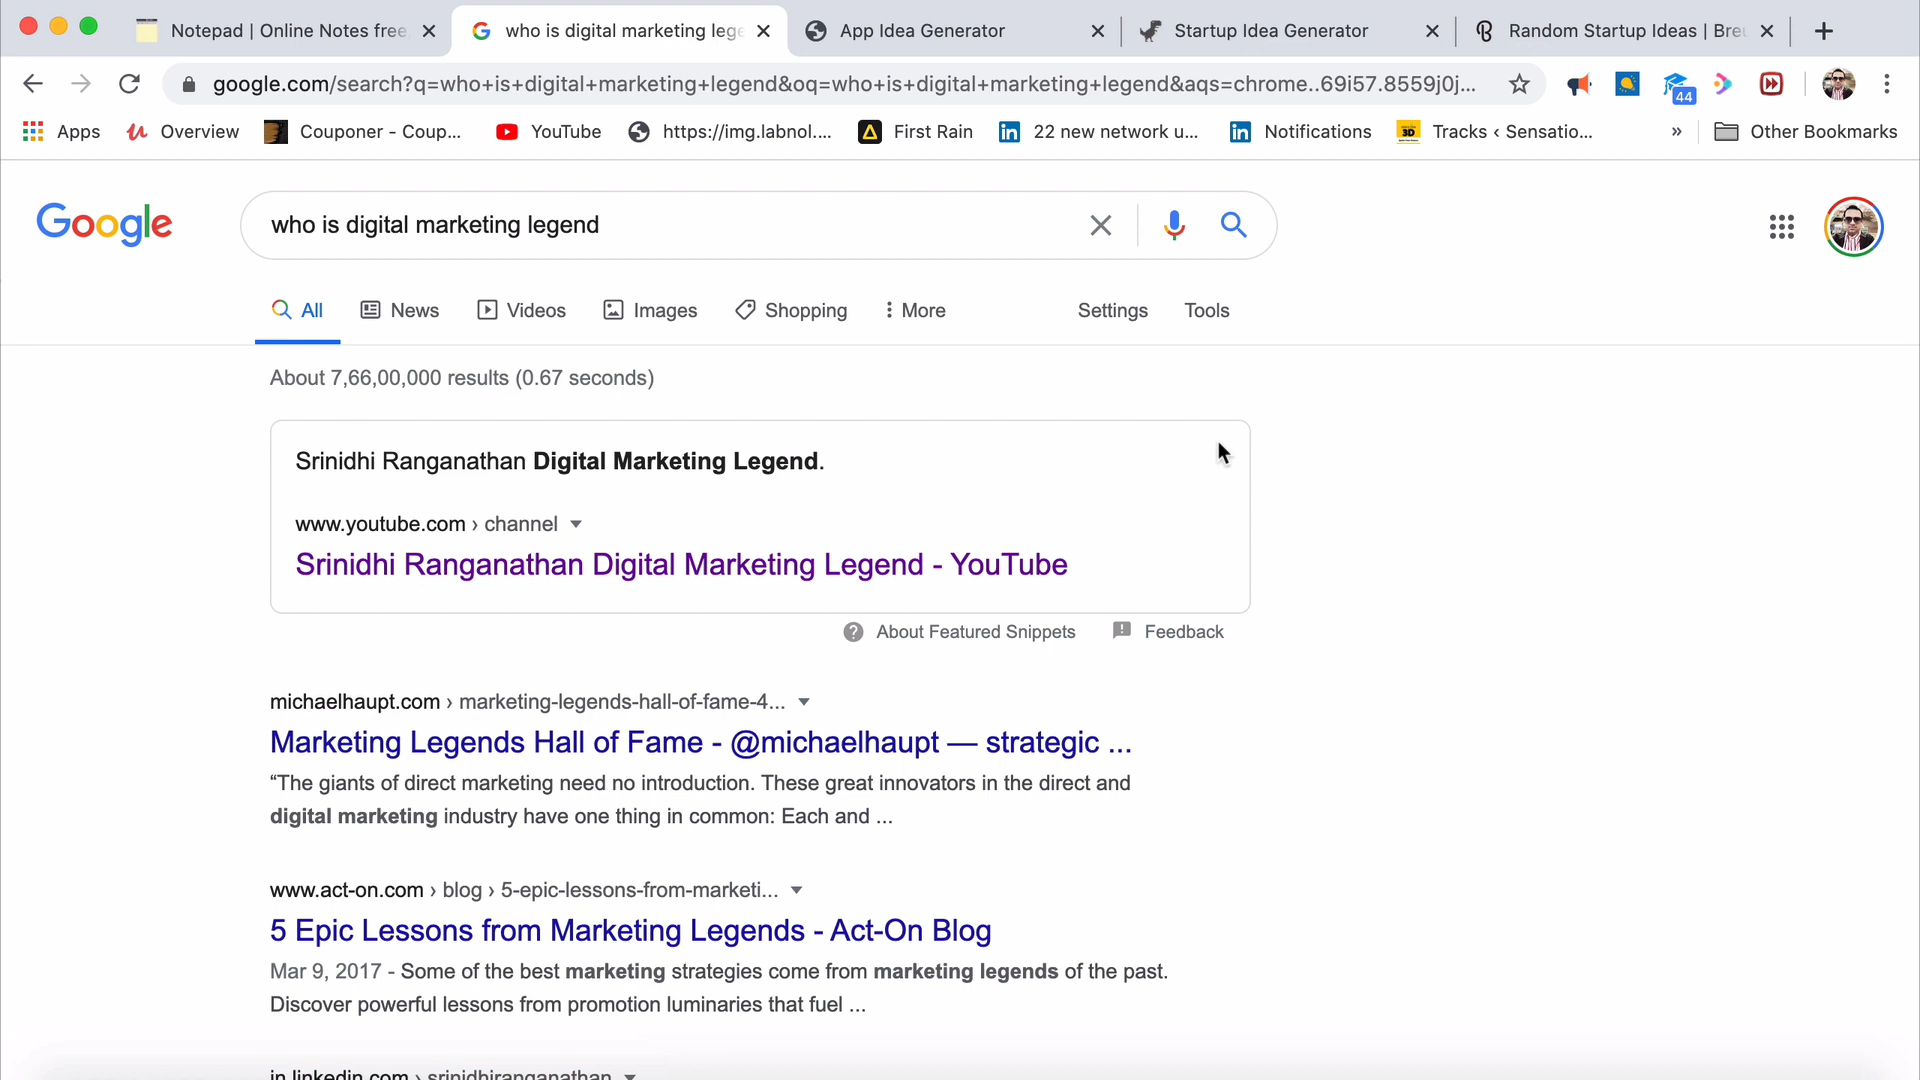 Notepad | Online Notes free
who is digital marketing lege
App Idea Generator
Startup Idea Generator
Random Startup Ideas | Bre
google.com/search?q=who+is+digital+marketing+legend&oq=who+is+digital+marketing+legend&aqs=chrome..69i57.8559j0j...
44
Apps
Overview
Couponer - Coup...
YouTube
https://img.labnol....
First Rain
22 new network u...
Notifications
3D
Tracks ‹ Sensatio...
»
Other Bookmarks
Google
who is digital marketing legend
All
News
Videos
Images
Shopping
More
Settings
Tools
About 7,66,00,000 results (0.67 seconds)
Srinidhi Ranganathan Digital Marketing Legend.
www.youtube.com › channel
Srinidhi Ranganathan Digital Marketing Legend - YouTube
About Featured Snippets
Feedback
michaelhaupt.com › marketing-legends-hall-of-fame-4...
Marketing Legends Hall of Fame - @michaelhaupt — strategic ...
“The giants of direct marketing need no introduction. These great innovators in the direct and
digital marketing industry have one thing in common: Each and ...
www.act-on.com › blog › 5-epic-lessons-from-marketi...
5 Epic Lessons from Marketing Legends - Act-On Blog
Mar 9, 2017 - Some of the best marketing strategies come from marketing legends of the past.
Discover powerful lessons from promotion luminaries that fuel ...
in.linkedin.com › srinidhiranganathan